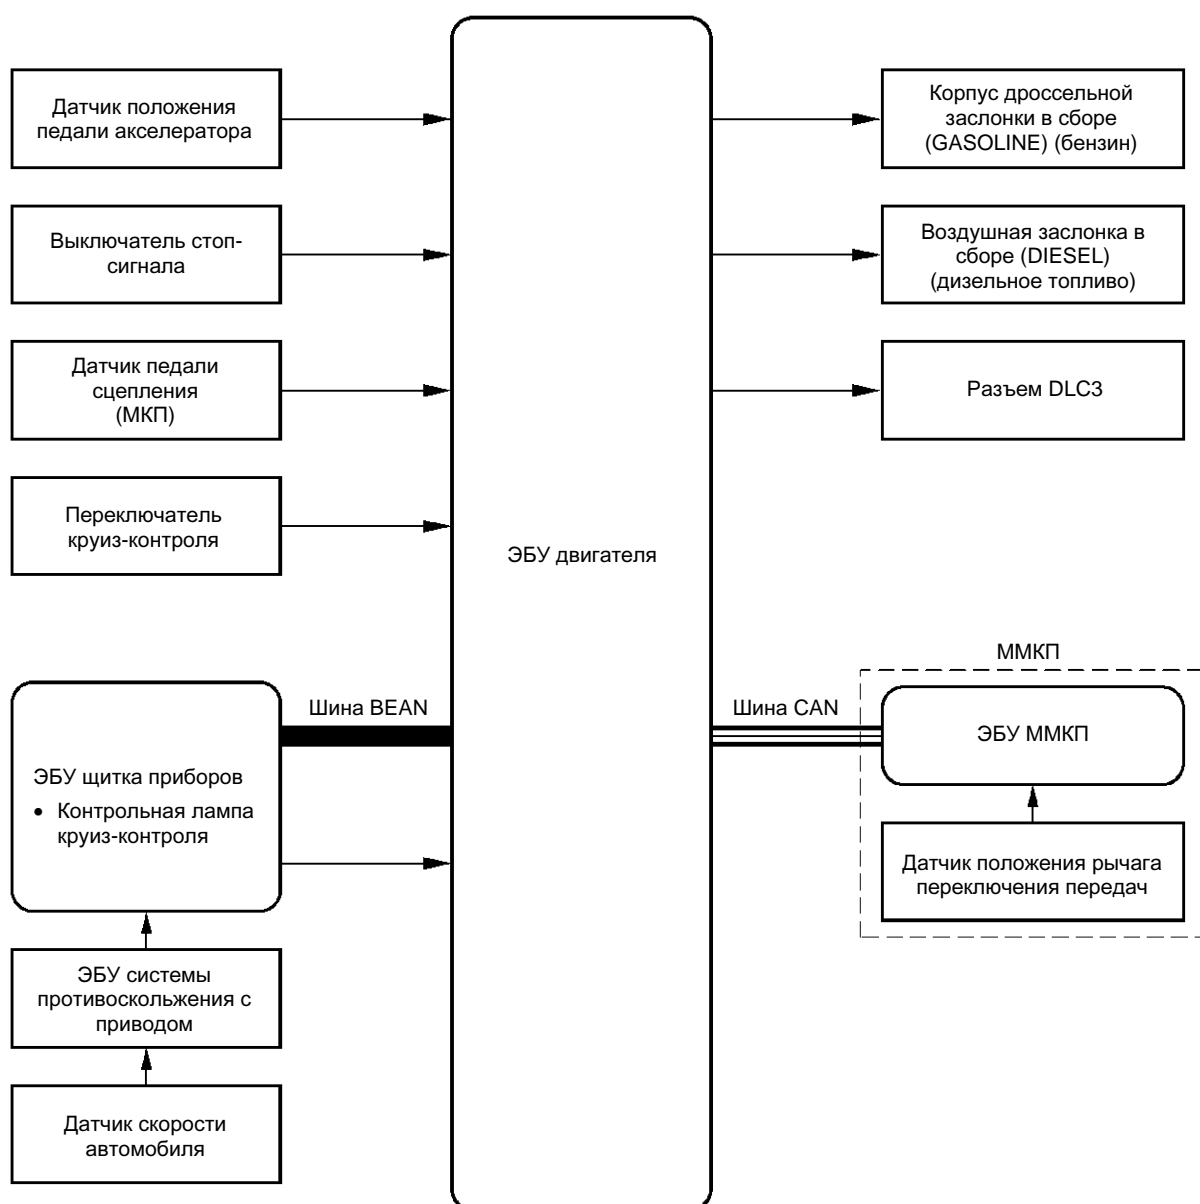 Датчик положения
педали акселератора
Выключатель стоп-
сигнала
Датчик педали
сцепления
(МКП)
Переключатель
круиз-контроля
Шина BEAN
ЭБУ щитка приборов
• Контрольная лампа
круиз-контроля
ЭБУ системы
противоскольжения с
приводом
Датчик скорости
автомобиля
ЭБУ двигателя
Корпус дроссельной
заслонки в сборе
(GASOLINE) (бензин)
Воздушная заслонка в
сборе (DIESEL)
(дизельное топливо)
Разъем DLC3
ММКП
Шина CAN
ЭБУ ММКП
Датчик положения рычага
переключения передач